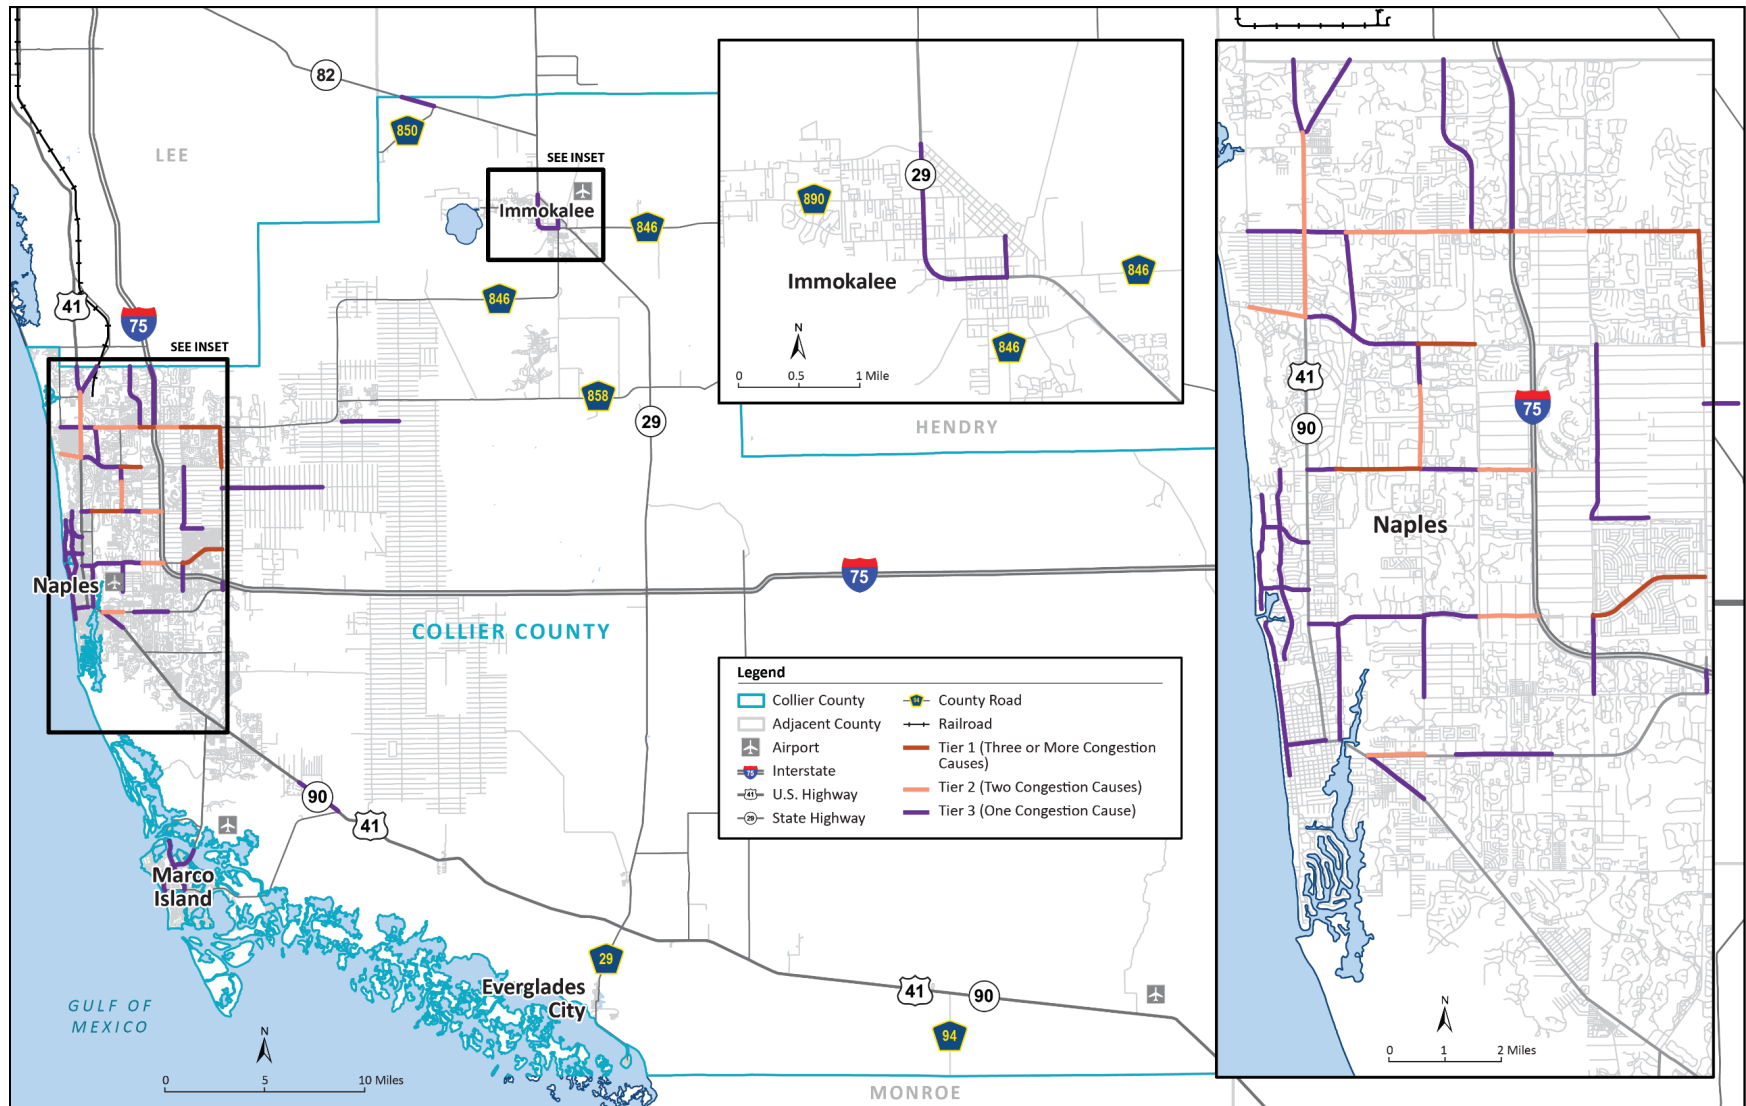 82
850
LEE
SEE INSET
Immokalee
846
41
75
846
SEE INSET
858
29
Naples
75
COLLIER COUNTY
90
41
Marco
Island
Everglades
City
29
GULF OF
MEXICO
N
0 5 10 Miles
41
90
94
MONROE
HENDRY
29
890
Immokalee
846
846
N
0 0.5 1 Mile
Legend
Collier County
Adjacent County
Airport
75
Interstate
41
U.S. Highway
29
State Highway
County Road
Railroad
Tier 1 (Three or More Congestion
Causes)
Tier 2 (Two Congestion Causes)
Tier 3 (One Congestion Cause)
41
90
75
Naples
N
0 1 2 Miles